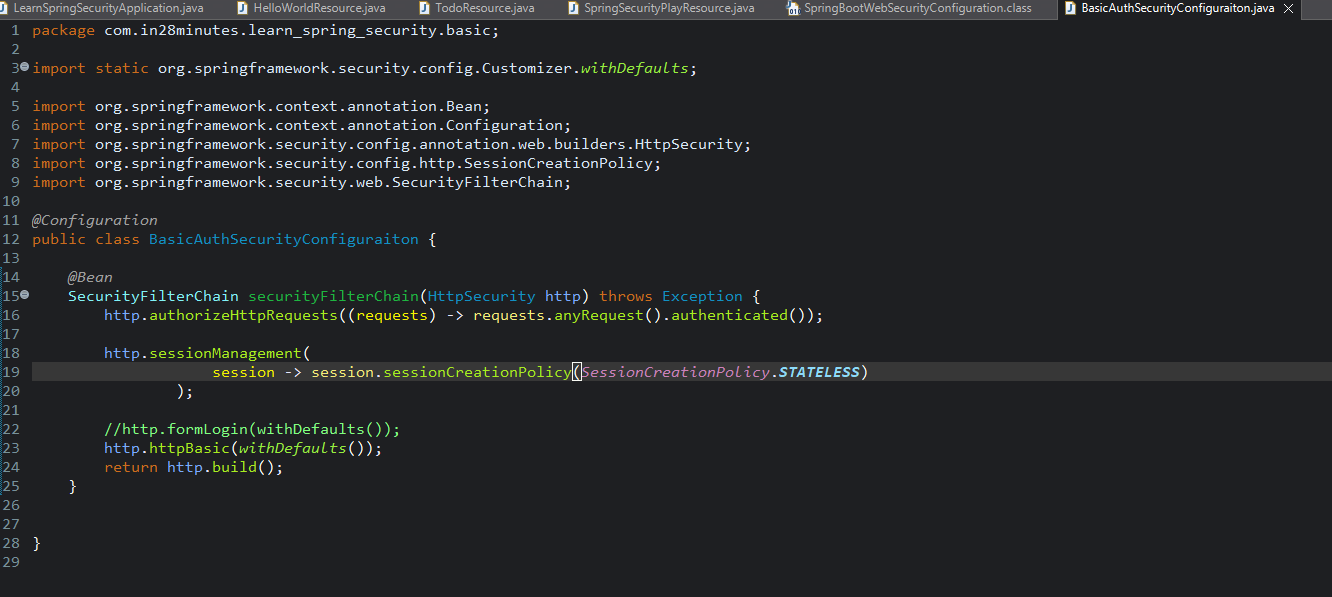 LearnSpringSecurityApplication.java HelloWorldResource.java TodoResource.java SpringSecurityPlayResource.java SpringBootWebSecurityConfiguration.class BasicAuthSecurityConfiguraiton.java
1 package com.in28minutes.learn_spring_security.basic;
2
3 import static org.springframework.security.config.Customizer.withDefaults;
4
5 import org.springframework.context.annotation.Bean;
6 import org.springframework.context.annotation.Configuration;
7 import org.springframework.security.config.annotation.web.builders.HttpSecurity;
8 import org.springframework.security.config.http.SessionCreationPolicy;
9 import org.springframework.security.web.SecurityFilterChain;
10
11 @Configuration
12 public class BasicAuthSecurityConfiguraiton {
13
14 @Bean
15 SecurityFilterChain securityFilterChain(HttpSecurity http) throws Exception {
16 http.authorizeHttpRequests((requests) -> requests.anyRequest().authenticated());
17
18 http.sessionManagement(
19 session -> session.sessionCreationPolicy(SessionCreationPolicy.STATELESS)
20 );
21
22 //http.formLogin(withDefaults());
23 http.httpBasic(withDefaults());
24 return http.build();
25 }
26
27
28 }
29